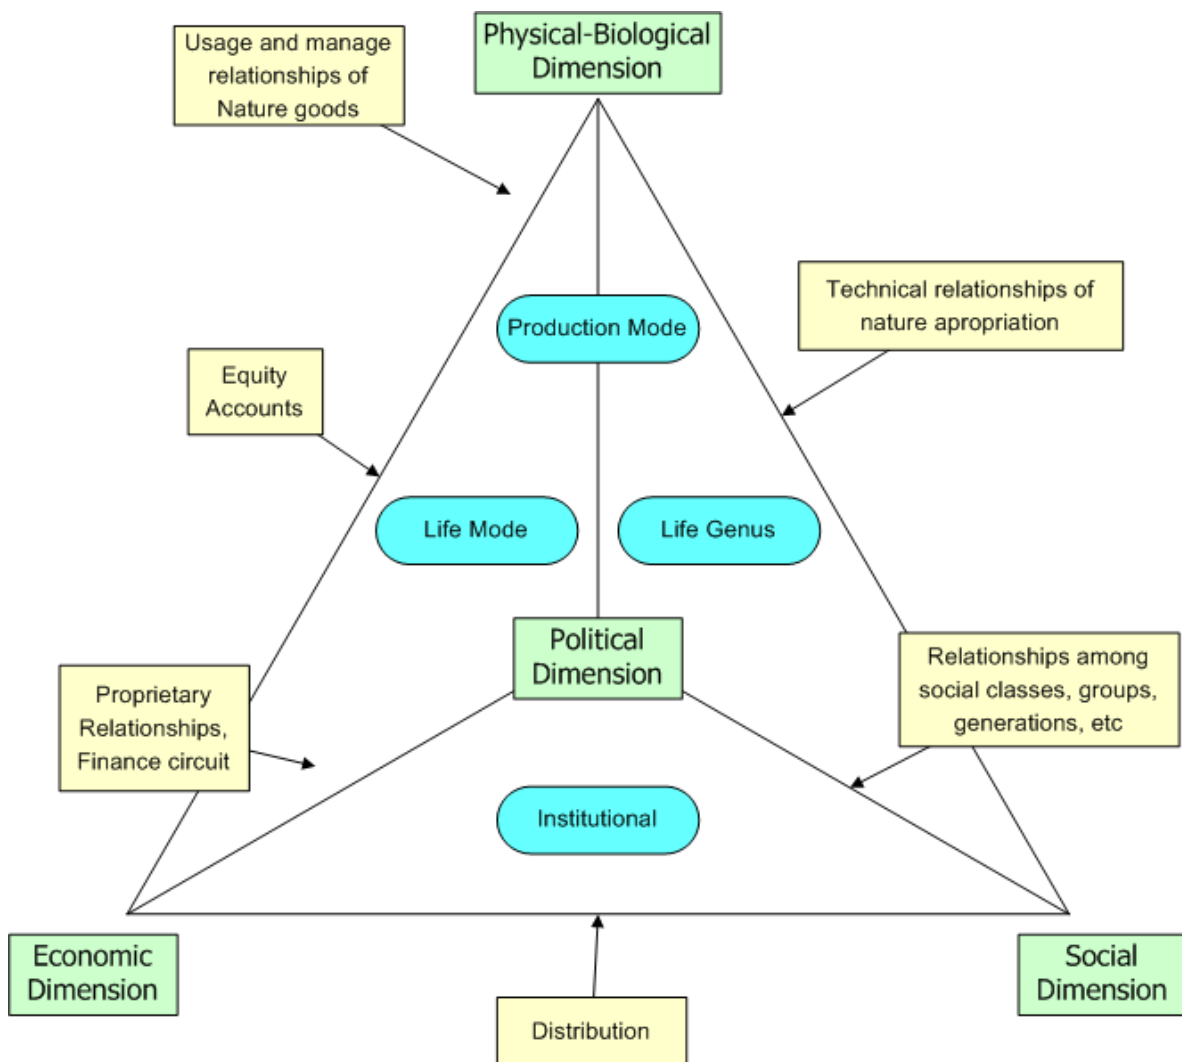 Physical-Biological
Dimension
Usage and manage
relationships of
Nature goods
Technical relationships of
nature apropriation
Production Mode
Equity
Accounts
Life Mode
Life Genus
Political
Dimension
Proprietary
Relationships,
Finance circuit
Relationships among
social classes, groups,
generations, etc
Institutional
Economic
Dimension
Social
Dimension
Distribution